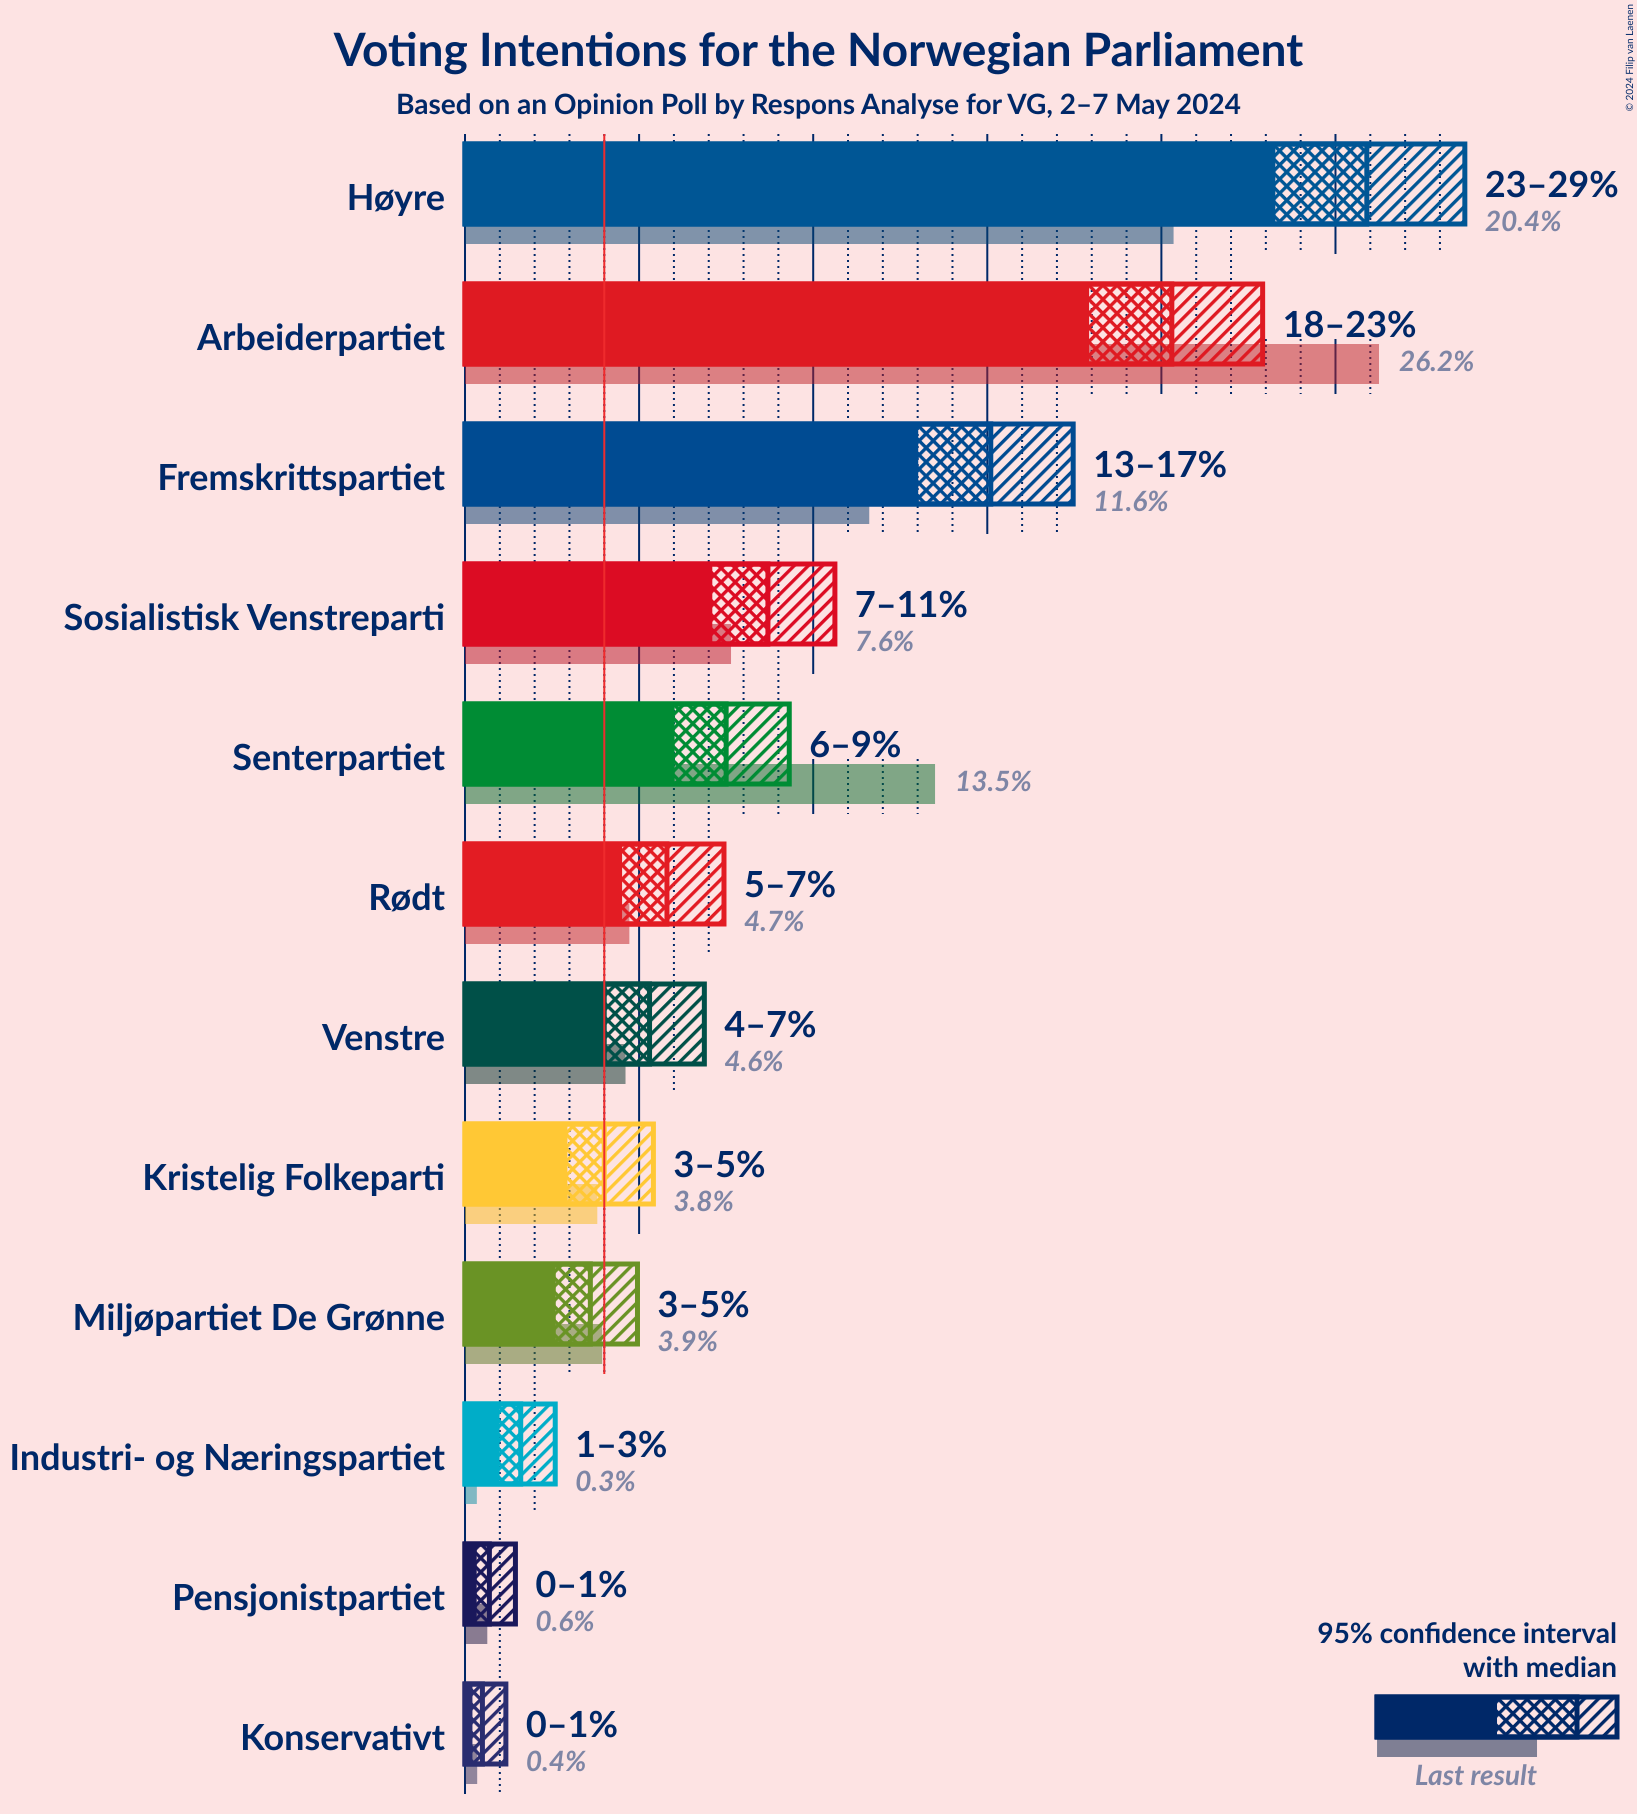 Voting Intentions for the Norwegian Parliament
Based on an Opinion Poll by Respons Analyse for VG, 2–7 May 2024
© 2024 Filip van Laenen
Høyre
23–29%
20.4%
Arbeiderpartiet
18–23%
26.2%
Fremskrittspartiet
13–17%
11.6%
Sosialistisk Venstreparti
7–11%
7.6%
Senterpartiet
6–9%
13.5%
Rødt
5–7%
4.7%
Venstre
4–7%
4.6%
Kristelig Folkeparti
3–5%
3.8%
Miljøpartiet De Grønne
3–5%
3.9%
Industri- og Næringspartiet
1–3%
0.3%
Pensjonistpartiet
0–1%
0.6%
Konservativt
0–1%
0.4%
95% confidence interval
with median
Last result